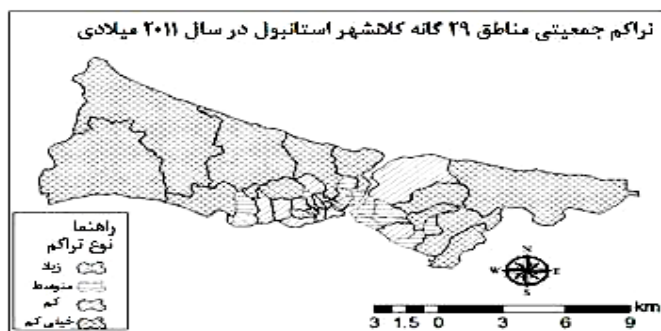 تراکم جمعیتی مناطق ۲۹ گانه کلانشهر استانبول در سال ۲۰۱۱ میلادی
راهنما
نوع تراکم
زیاد
متوسط
کم
خیلی کم
N
W E
S
km
3 1.5 0 3 6 9